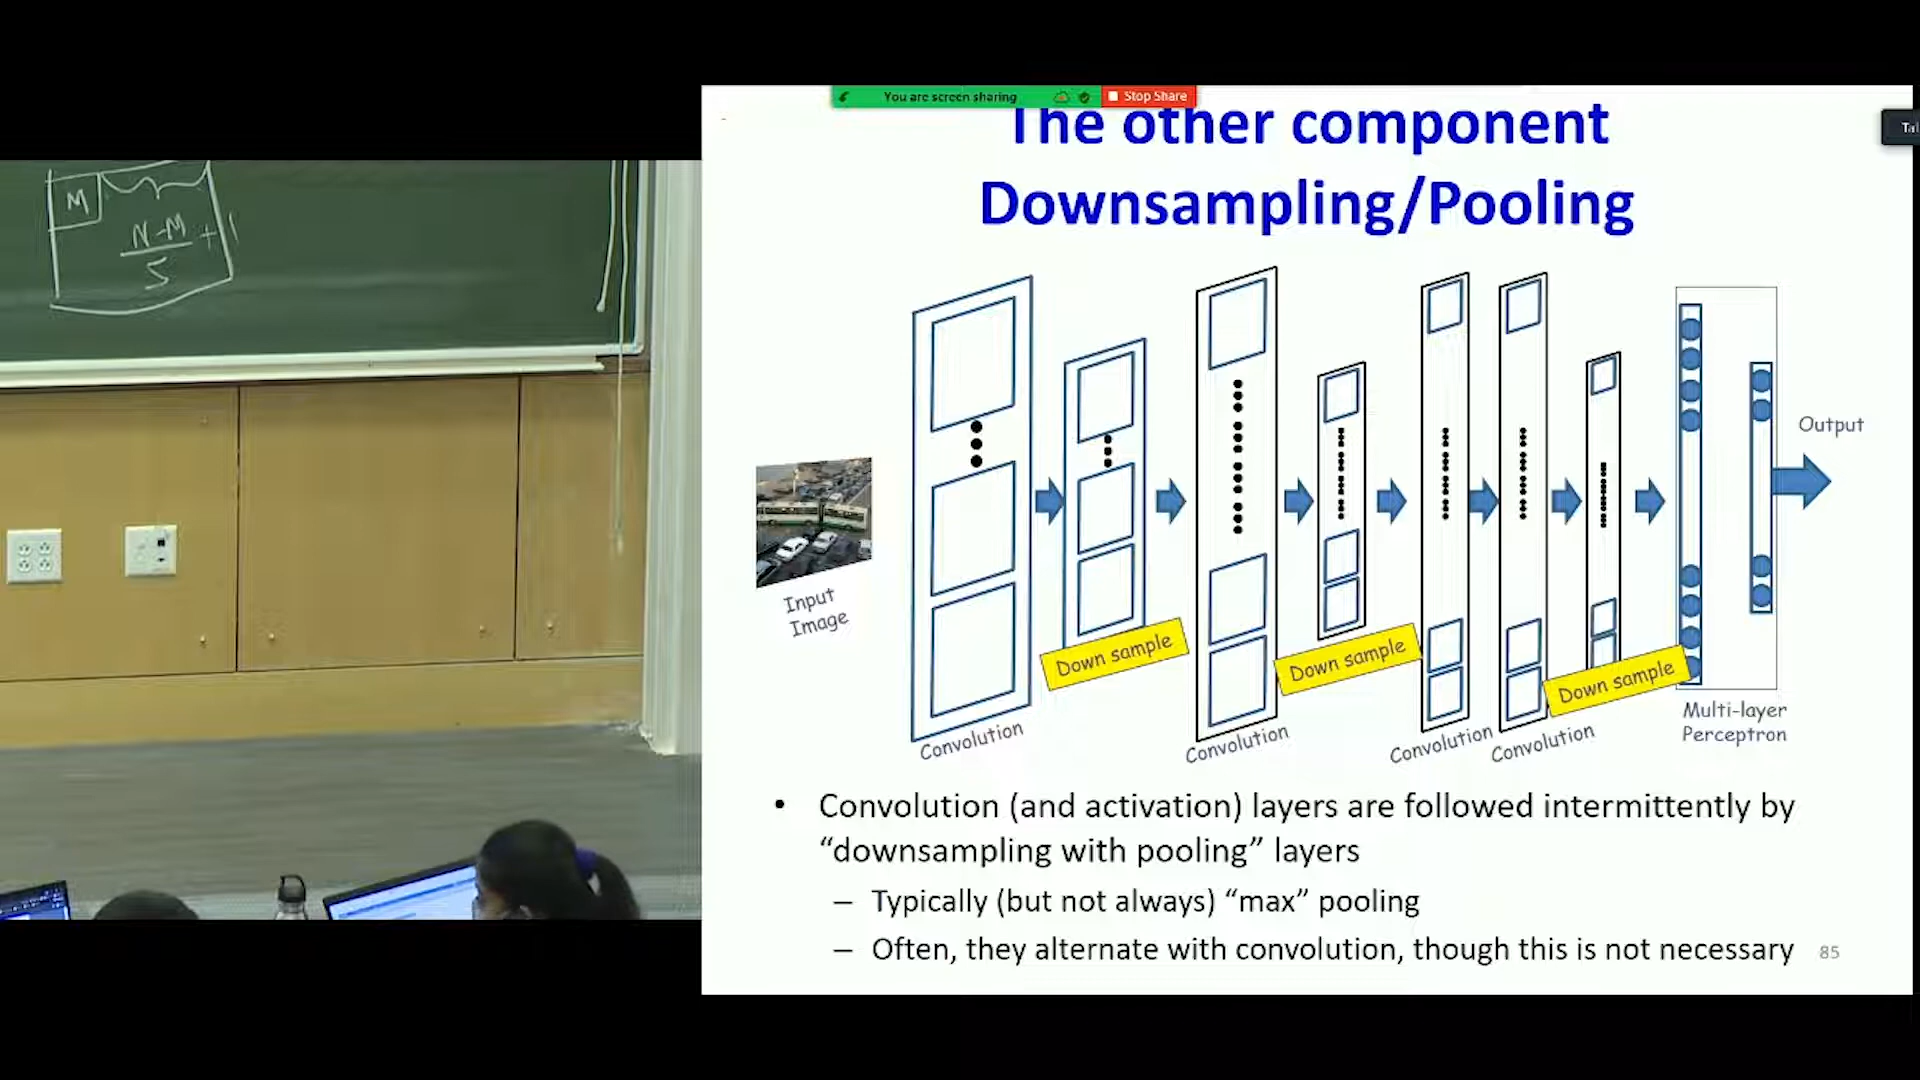 M
N-M
S
+ 1
You are screen sharing
Stop Share
The other component
Downsampling/Pooling
Input
Image
Convolution
Down sample
Convolution
Down sample
Convolution
Convolution
Down sample
Multi-layer
Perceptron
Output
• Convolution (and activation) layers are followed intermittently by
“downsampling with pooling” layers
– Typically (but not always) “max” pooling
– Often, they alternate with convolution, though this is not necessary
85